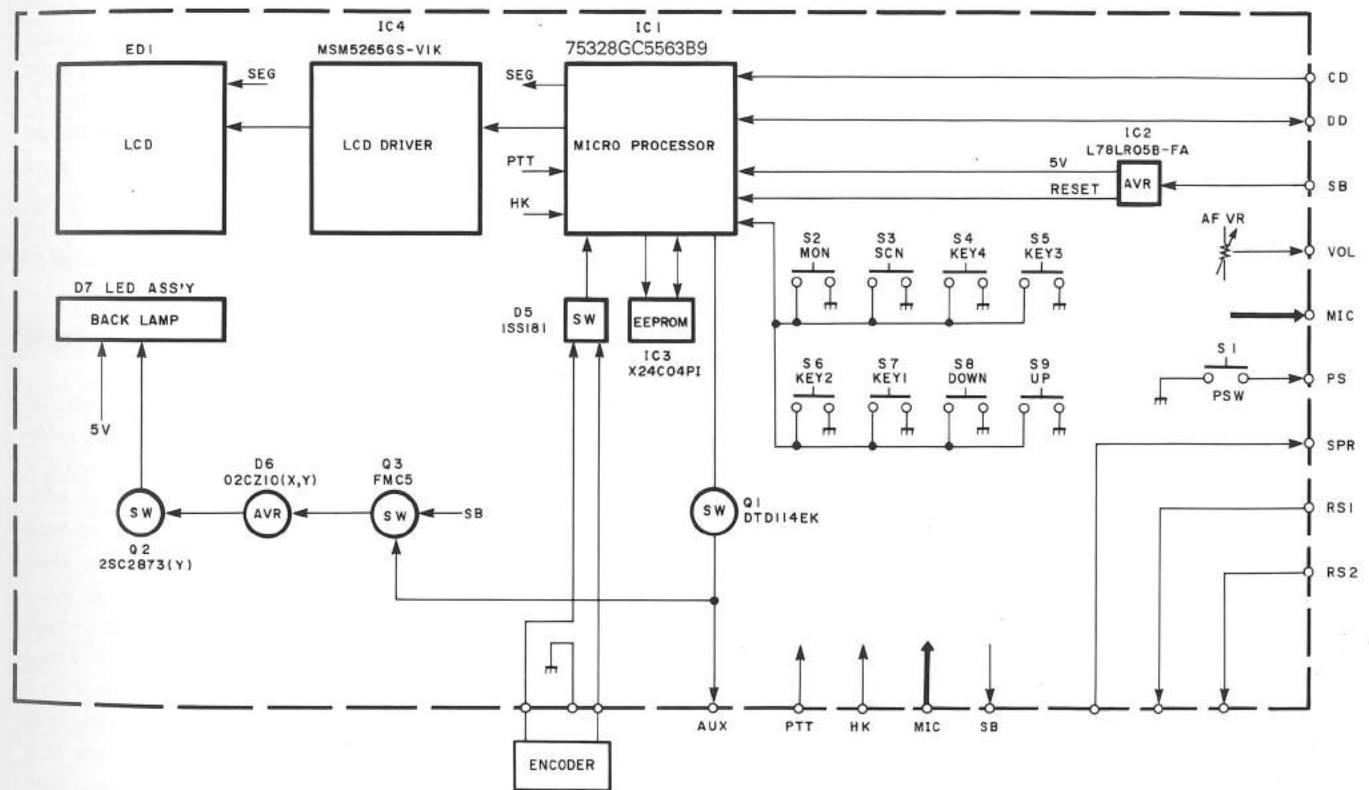 IC4
MSM5265GS-V1K
IC1
75328GC5563B9
ED1
SEG
LCD
LCD DRIVER
SEG
PTT
HK
MICRO PROCESSOR
CD
DD
IC2
L78LR05B-FA
5V
RESET
AVR
SB
AF VR
VOL
MIC
S2
MON
S3
SCN
S4
KEY4
S5
KEY3
S6
KEY2
S7
KEY1
S8
DOWN
S9
UP
S1
PSW
PS
SPR
RS1
RS2
D7 LED ASS'Y
BACK LAMP
5V
D5
1SS181
SW
EEPROM
IC3
X24C04PI
D6
02CZ10(X,Y)
Q3
FMC5
SW
AVR
SW
SB
Q2
2SC2873(Y)
SW
Q1
DTD114EK
AUX
PTT
HK
MIC
SB
ENCODER